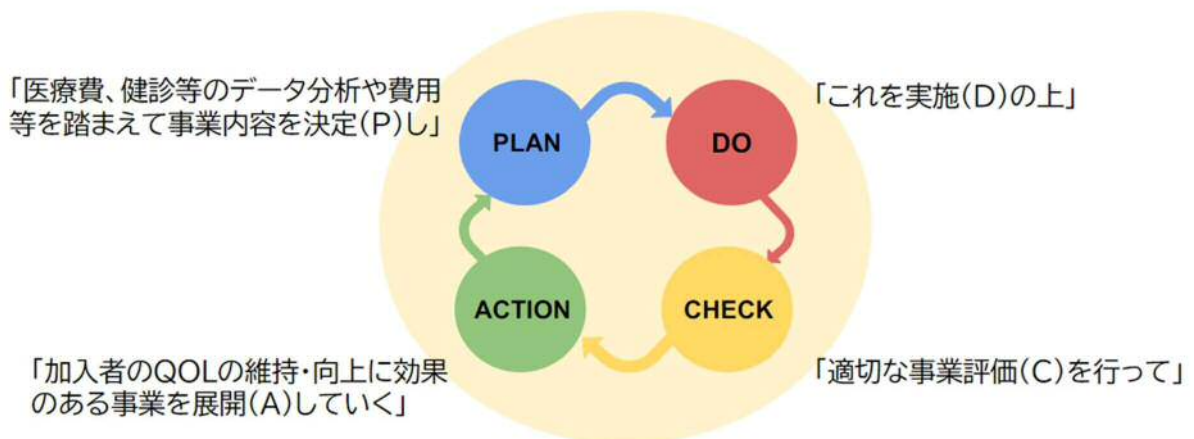 「医療費、健診等のデータ分析や費用
等を踏まえて事業内容を決定(P)し」
PLAN
DO
「これを実施(D)の上」
ACTION
CHECK
「加入者のQOLの維持・向上に効果
のある事業を展開(A)していく」
「適切な事業評価(C)を行って」